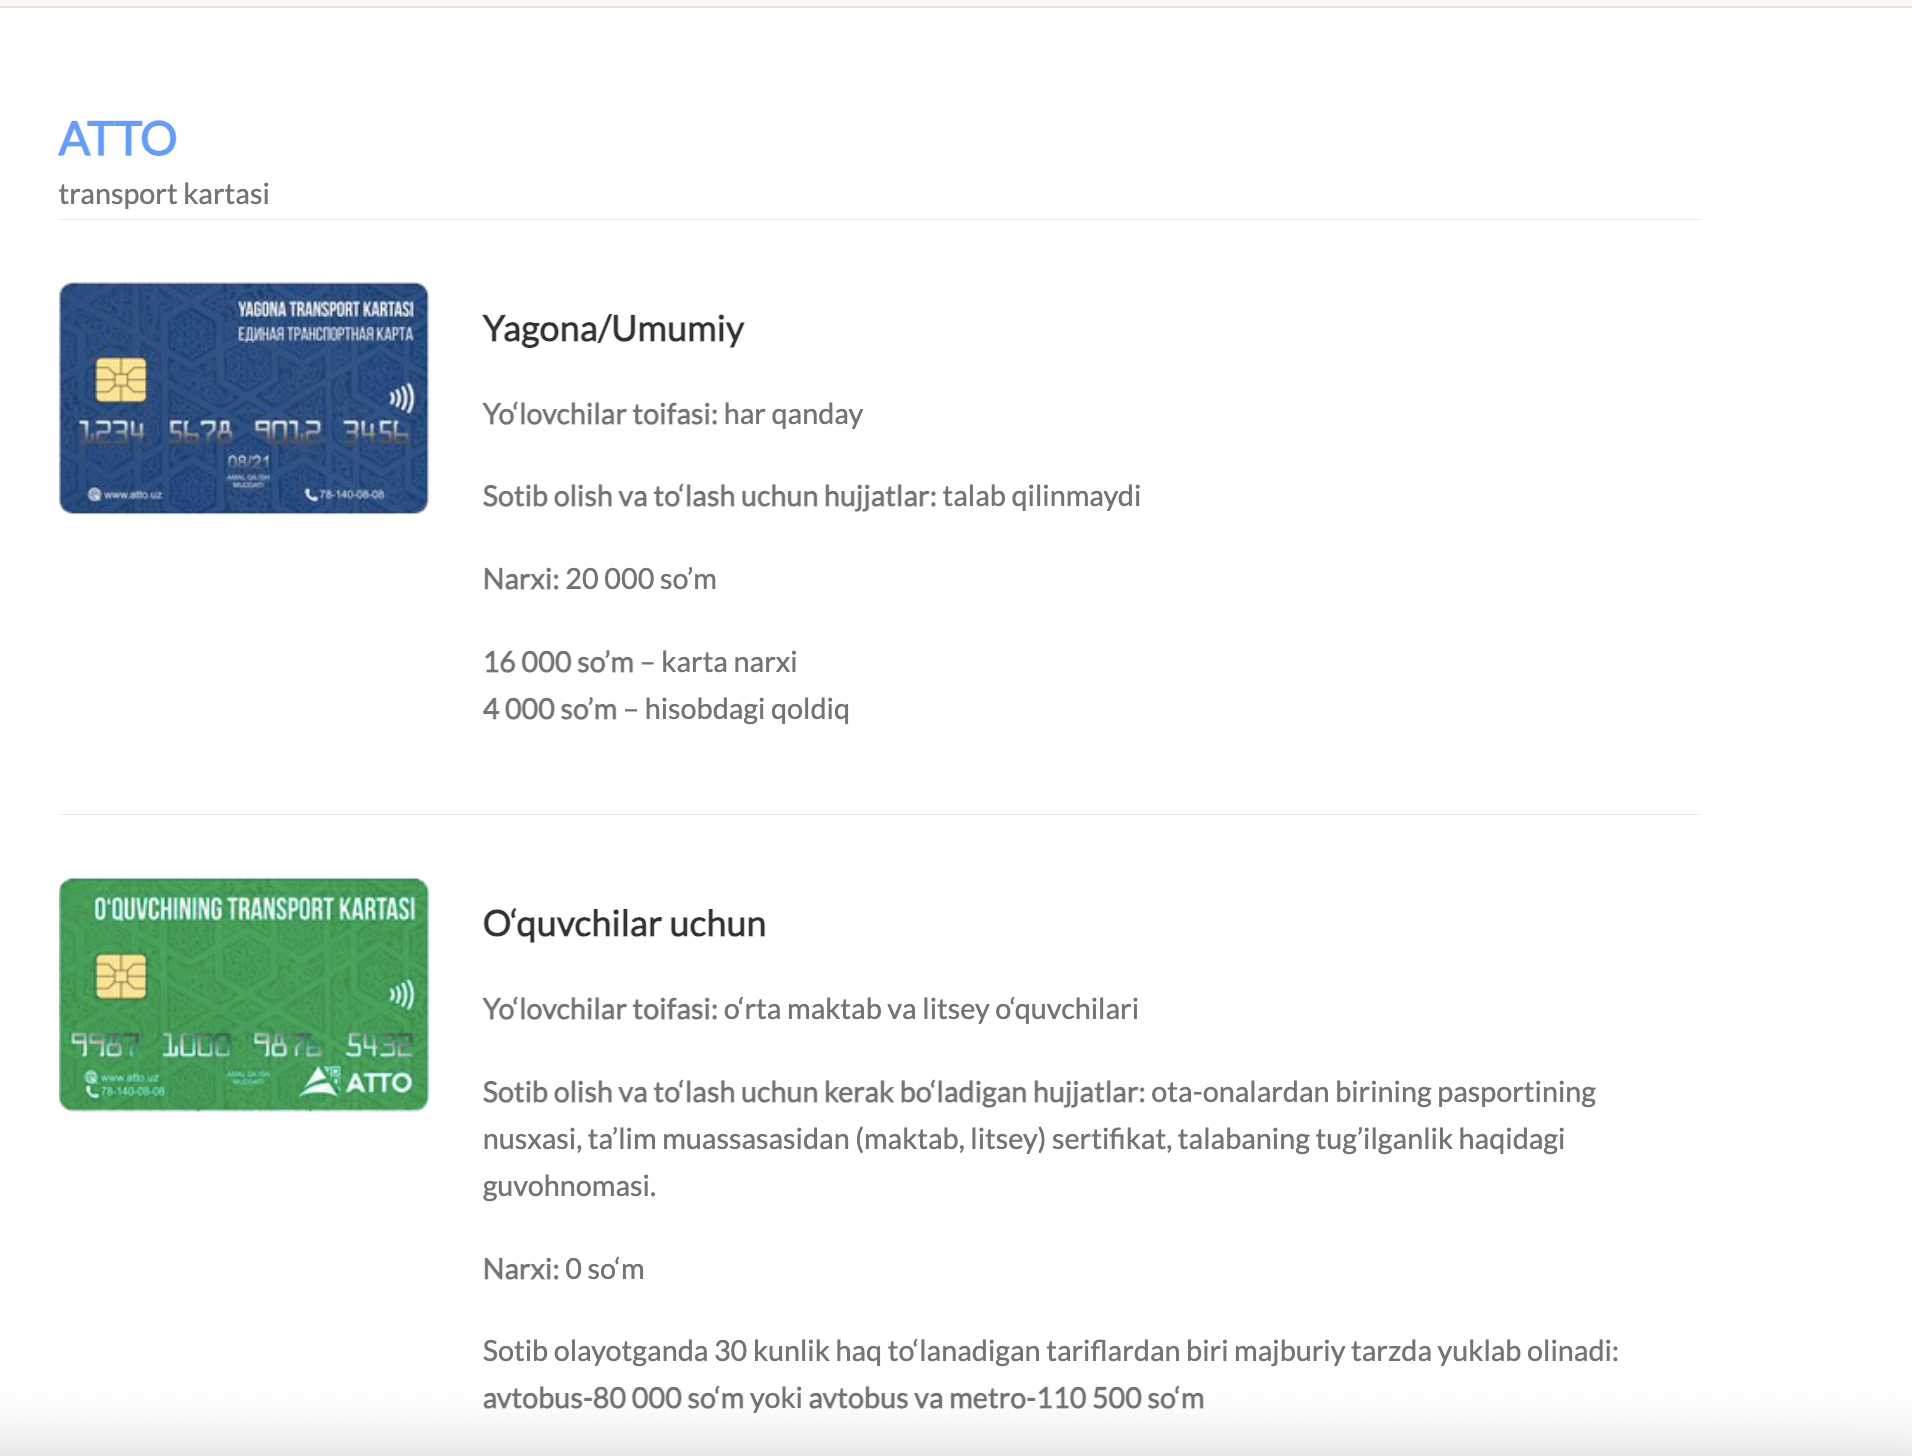 ATTO
transport kartasi
YAGONA TRANSPORT KARTASI
ЕДИНАЯ ТРАНСПОРТНАЯ КАРТА
1234 5678 9012 3456
08/21
AMAL QILISH
MUDDATI
www.atto.uz
78-140-08-08
Yagona/Umumiy
Yo‘lovchilar toifasi: har qanday
Sotib olish va to‘lash uchun hujjatlar: talab qilinmaydi
Narxi: 20 000 so’m
16 000 so’m – karta narxi
4 000 so’m – hisobdagi qoldiq
O‘QUVCHINING TRANSPORT KARTASI
9987 1000 9876 5432
www.atto.uz
78-140-08-08
AMAL QILISH
MUDDATI
ATTO
O‘quvchilar uchun
Yo‘lovchilar toifasi: o‘rta maktab va litsey o‘quvchilari
Sotib olish va to‘lash uchun kerak bo‘ladigan hujjatlar: ota-onalardan birining pasportining
nusxasi, ta’lim muassasasidan (maktab, litsey) sertifikat, talabaning tug’ilganlik haqidagi
guvohnomasi.
Narxi: 0 so‘m
Sotib olayotganda 30 kunlik haq to‘lanadigan tariflardan biri majburiy tarzda yuklab olinadi:
avtobus-80 000 so‘m yoki avtobus va metro-110 500 so‘m